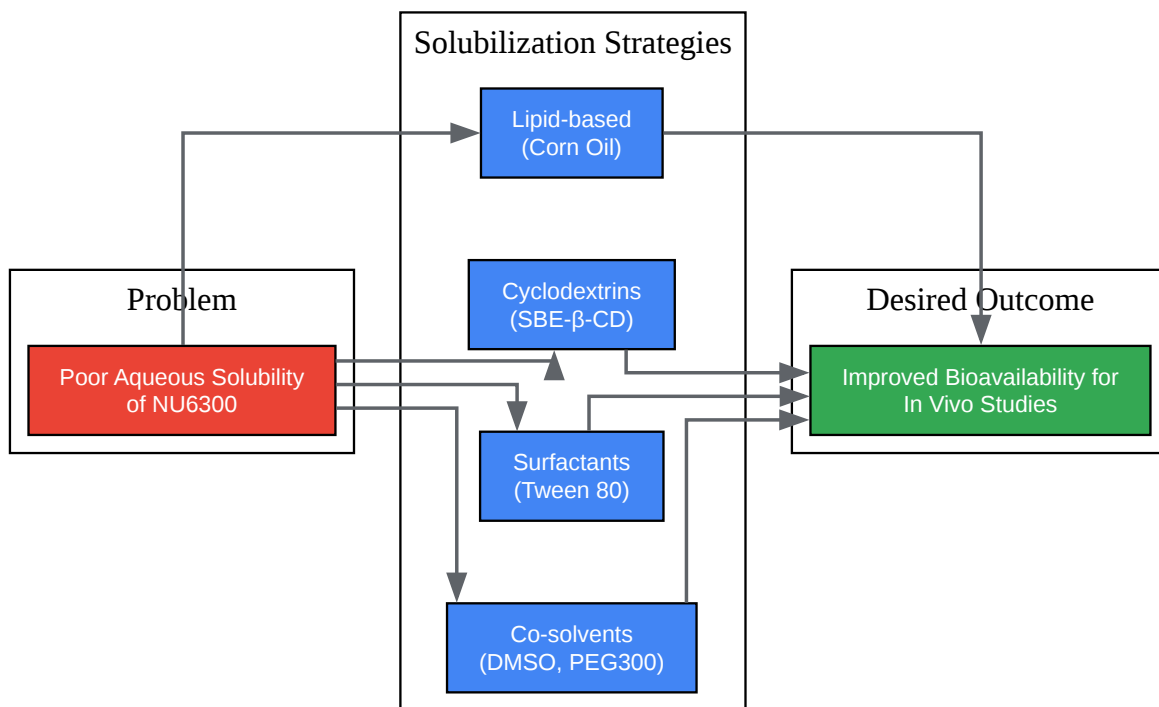 Solubilization Strategies
Lipid-based
(Corn Oil)
Problem
Poor Aqueous Solubility
of NU6300
Cyclodextrins
(SBE-β-CD)
Surfactants
(Tween 80)
Co-solvents
(DMSO, PEG300)
Desired Outcome
Improved Bioavailability for
In Vivo Studies